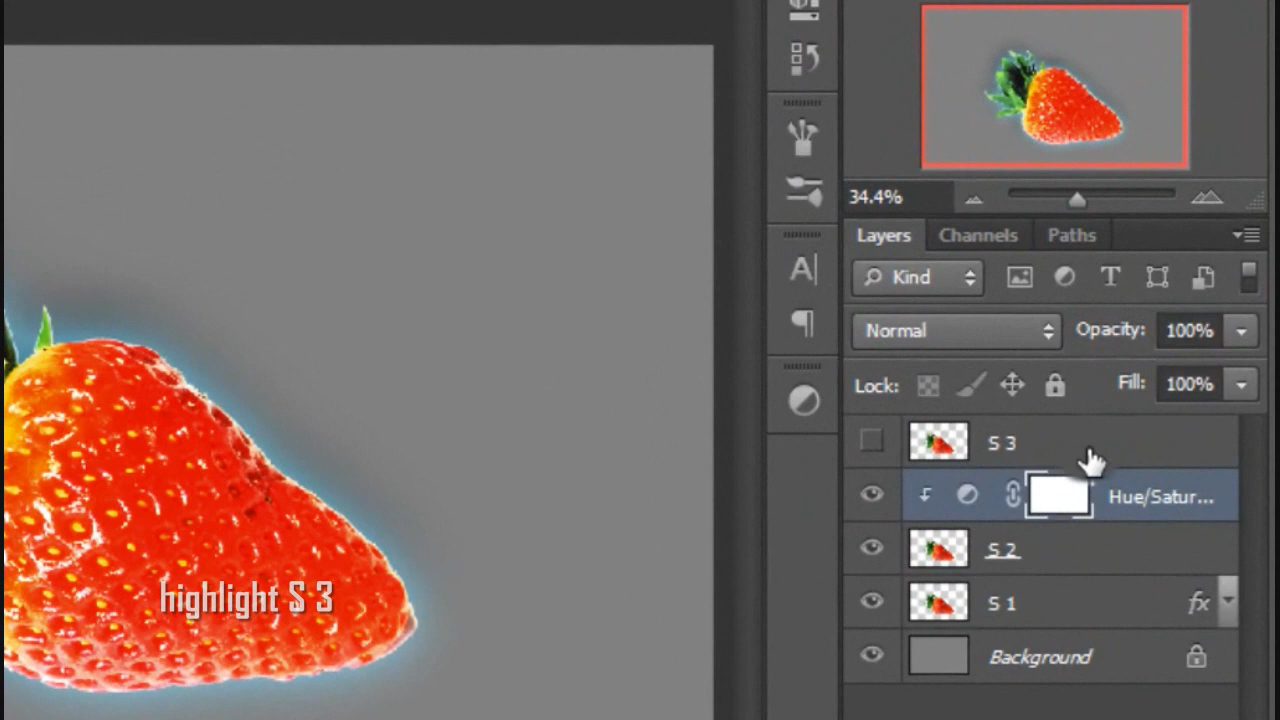 34.4%
Layers Channels Paths
Kind T
Normal Opacity: 100%
A
Lock: Fill: 100%
S 3
Hue/Satur...
S 2
S 1 fx
Background
highlight S 3